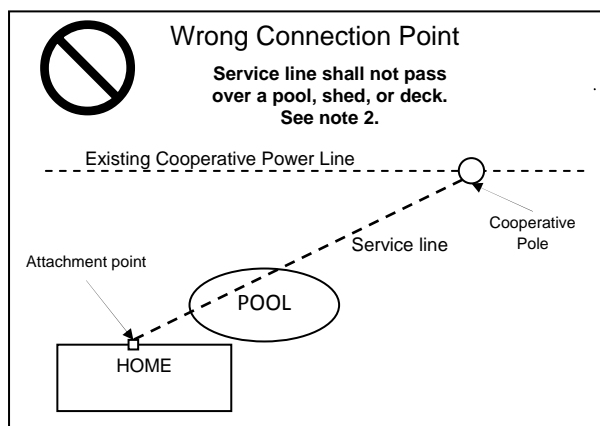 Wrong Connection Point
Service line shall not pass
over a pool, shed, or deck.
See note 2.
.
Existing Cooperative Power Line
Cooperative
Pole
Service line
Attachment point
POOL
HOME